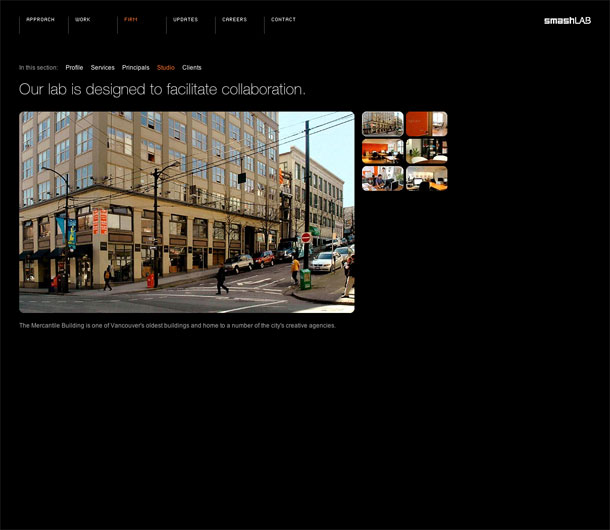 APPROACH WORK FIRM UPDATES CAREERS CONTACT smashLAB
In this section: Profile Services Principals Studio Clients
Our lab is designed to facilitate collaboration.
The Mercantile Building is one of Vancouver's oldest buildings and home to a number of the city's creative agencies.